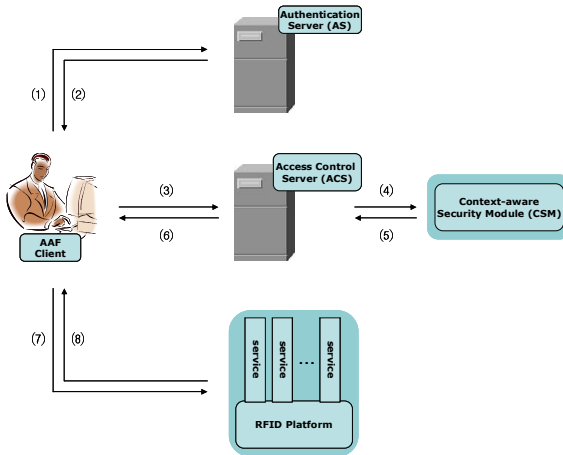 Authentication
Server (AS)
(1)
(2)
Access Control
Server (ACS)
(3)
(4)
Context-aware
Security Module (CSM)
(6)
(5)
AAF
Client
(7)
(8)
service
service
...
service
RFID Platform